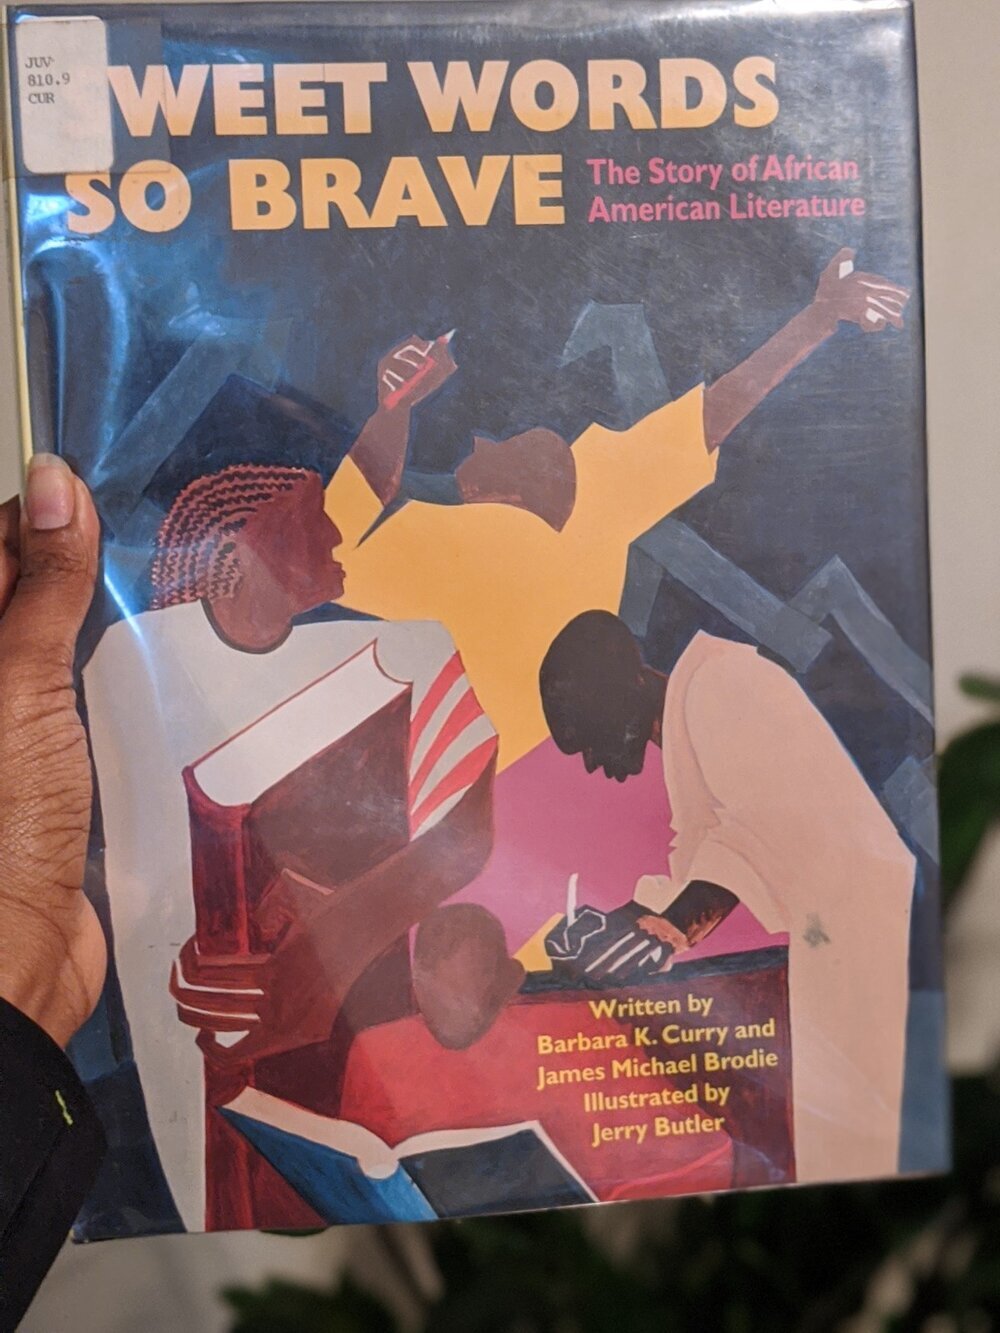 JUV
810.9
CUR
WEET WORDS
SO BRAVE
The Story of African
American Literature
Written by
Barbara K. Curry and
James Michael Brodie
Illustrated by
Jerry Butler